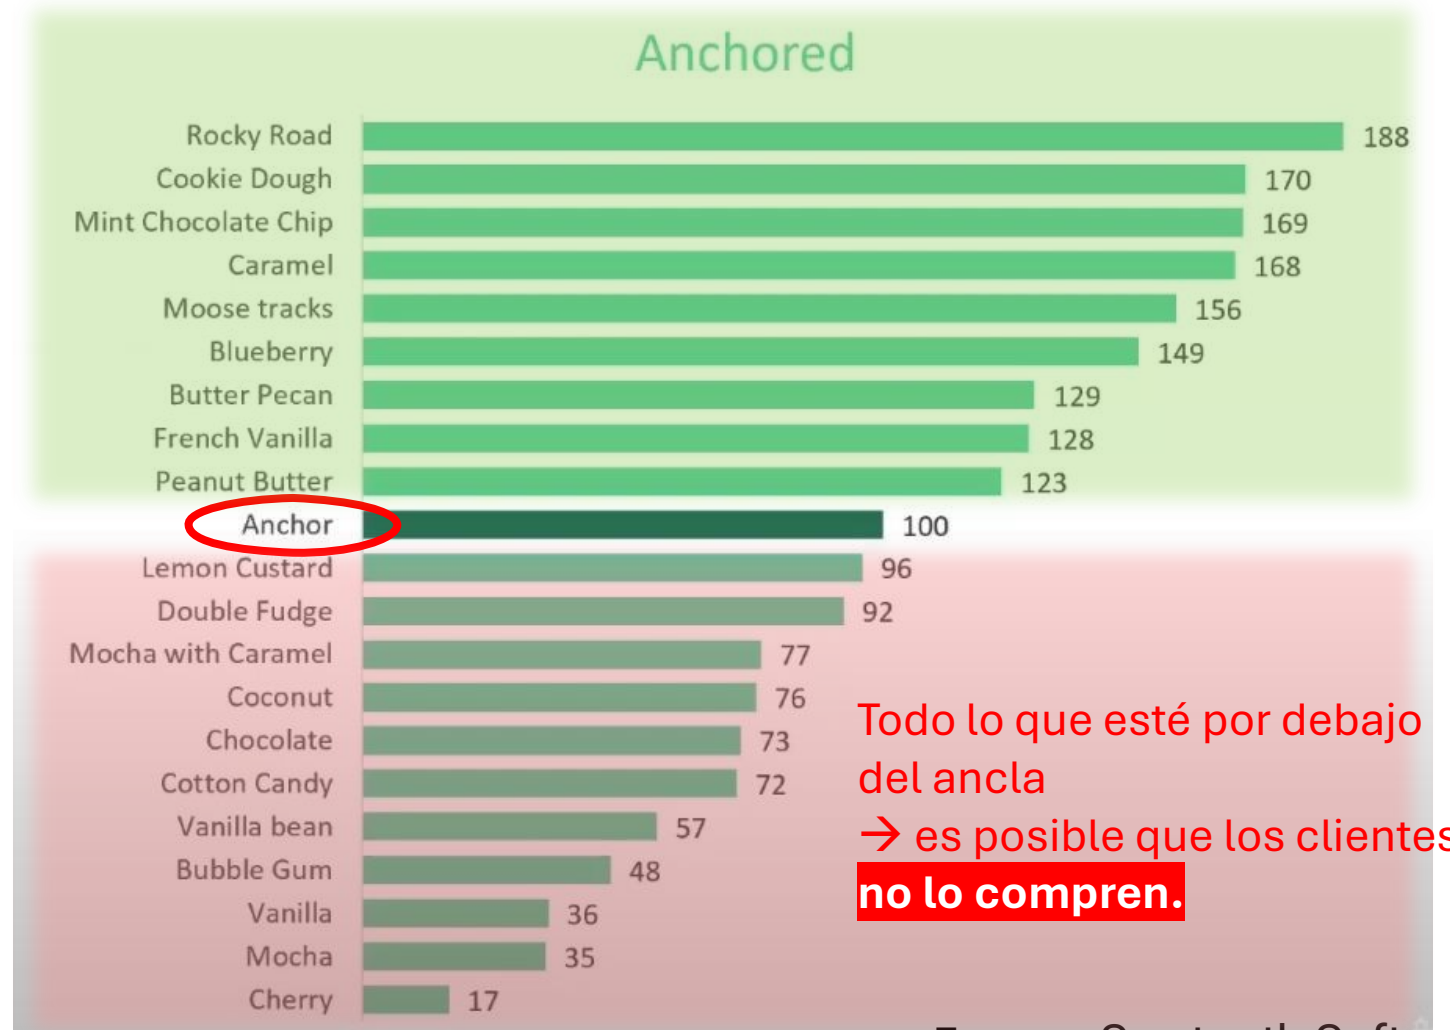 Anchored
Rocky Road 188
Cookie Dough 170
Mint Chocolate Chip 169
Caramel 168
Moose tracks 156
Blueberry 149
Butter Pecan 129
French Vanilla 128
Peanut Butter 123
Anchor 100
Lemon Custard 96
Double Fudge 92
Mocha with Caramel 77
Coconut 76
Chocolate 73
Cotton Candy 72
Vanilla bean 57
Bubble Gum 48
Vanilla 36
Mocha 35
Cherry 17
Todo lo que esté por debajo
del ancla
→ es posible que los clientes
no lo compren.